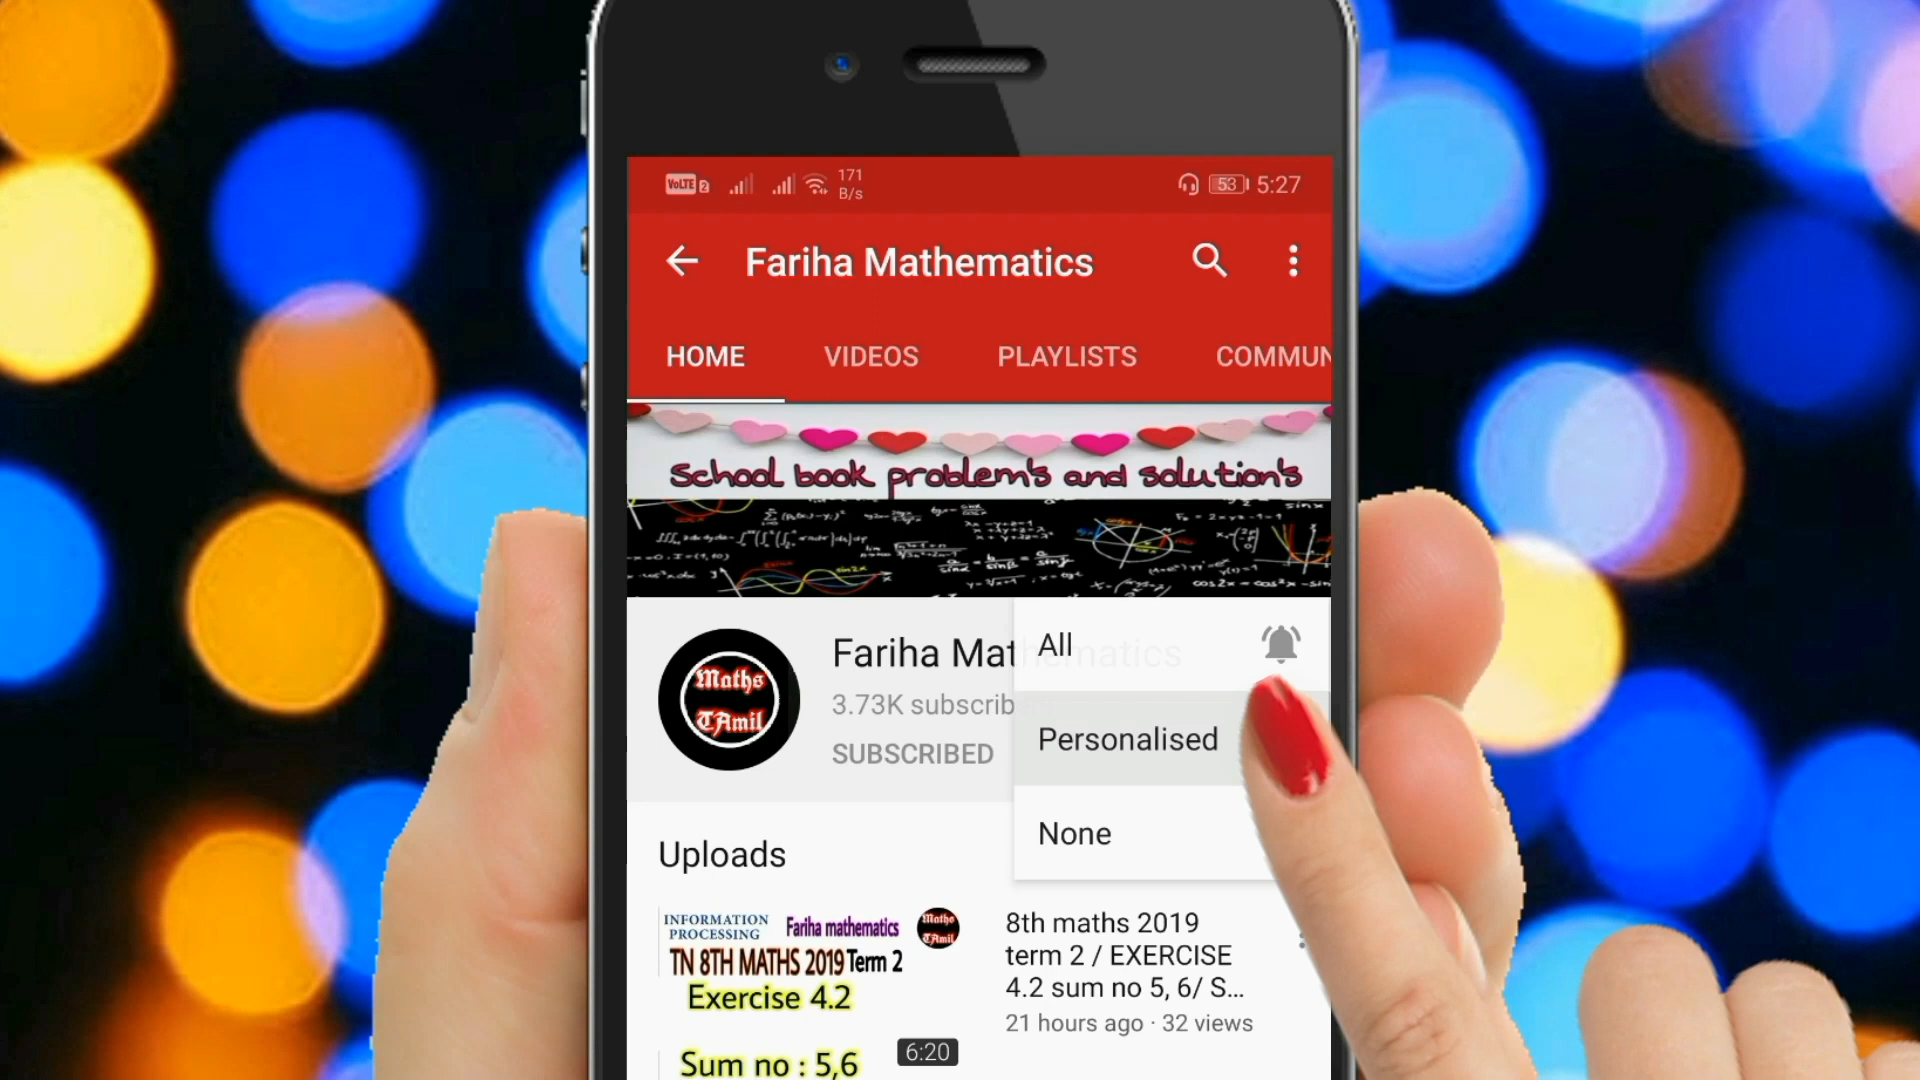 VoLTE 2 171 B/s 53 5:27
Fariha Mathematics
HOME VIDEOS PLAYLISTS COMMUN
School book problem's and solution's
Maths
TAmil
Fariha Mathematics
3.73K subscrib
SUBSCRIBED
All
Personalised
None
Uploads
INFORMATION
PROCESSING
Fariha mathematics
Maths
TAmil
TN 8TH MATHS 2019 Term 2
Exercise 4.2
Sum no : 5,6
6:20
8th maths 2019
term 2 / EXERCISE
4.2 sum no 5, 6/ S...
21 hours ago · 32 views